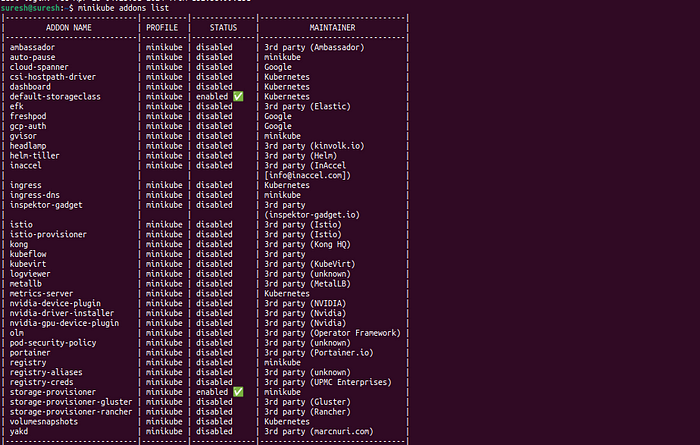 suresh@suresh:~$ minikube addons list
|-----------------------------|----------|--------------|--------------------------------|
| ADDON NAME | PROFILE | STATUS | MAINTAINER |
|-----------------------------|----------|--------------|--------------------------------|
| ambassador | minikube | disabled | 3rd party (Ambassador) |
| auto-pause | minikube | disabled | minikube |
| cloud-spanner | minikube | disabled | Google |
| csi-hostpath-driver | minikube | disabled | Kubernetes |
| dashboard | minikube | disabled | Kubernetes |
| default-storageclass | minikube | enabled ✅ | Kubernetes |
| efk | minikube | disabled | 3rd party (Elastic) |
| freshpod | minikube | disabled | Google |
| gcp-auth | minikube | disabled | Google |
| gvisor | minikube | disabled | minikube |
| headlamp | minikube | disabled | 3rd party (kinvolk.io) |
| helm-tiller | minikube | disabled | 3rd party (Helm) |
| inaccel | minikube | disabled | 3rd party (InAccel |
| | | | [info@inaccel.com]) |
| ingress | minikube | disabled | Kubernetes |
| ingress-dns | minikube | disabled | minikube |
| inspektor-gadget | minikube | disabled | 3rd party |
| | | | (inspektor-gadget.io) |
| istio | minikube | disabled | 3rd party (Istio) |
| istio-provisioner | minikube | disabled | 3rd party (Istio) |
| kong | minikube | disabled | 3rd party (Kong HQ) |
| kubeflow | minikube | disabled | 3rd party |
| kubevirt | minikube | disabled | 3rd party (KubeVirt) |
| logviewer | minikube | disabled | 3rd party (unknown) |
| metallb | minikube | disabled | 3rd party (MetalLB) |
| metrics-server | minikube | disabled | Kubernetes |
| nvidia-device-plugin | minikube | disabled | 3rd party (NVIDIA) |
| nvidia-driver-installer | minikube | disabled | 3rd party (Nvidia) |
| nvidia-gpu-device-plugin | minikube | disabled | 3rd party (Nvidia) |
| olm | minikube | disabled | 3rd party (Operator Framework) |
| pod-security-policy | minikube | disabled | 3rd party (unknown) |
| portainer | minikube | disabled | 3rd party (Portainer.io) |
| registry | minikube | disabled | minikube |
| registry-aliases | minikube | disabled | 3rd party (unknown) |
| registry-creds | minikube | disabled | 3rd party (UPMC Enterprises) |
| storage-provisioner | minikube | enabled ✅ | minikube |
| storage-provisioner-gluster | minikube | disabled | 3rd party (Gluster) |
| storage-provisioner-rancher | minikube | disabled | 3rd party (Rancher) |
| volumesnapshots | minikube | disabled | Kubernetes |
| yakd | minikube | disabled | 3rd party (marcnuri.com) |
|-----------------------------|----------|--------------|--------------------------------|